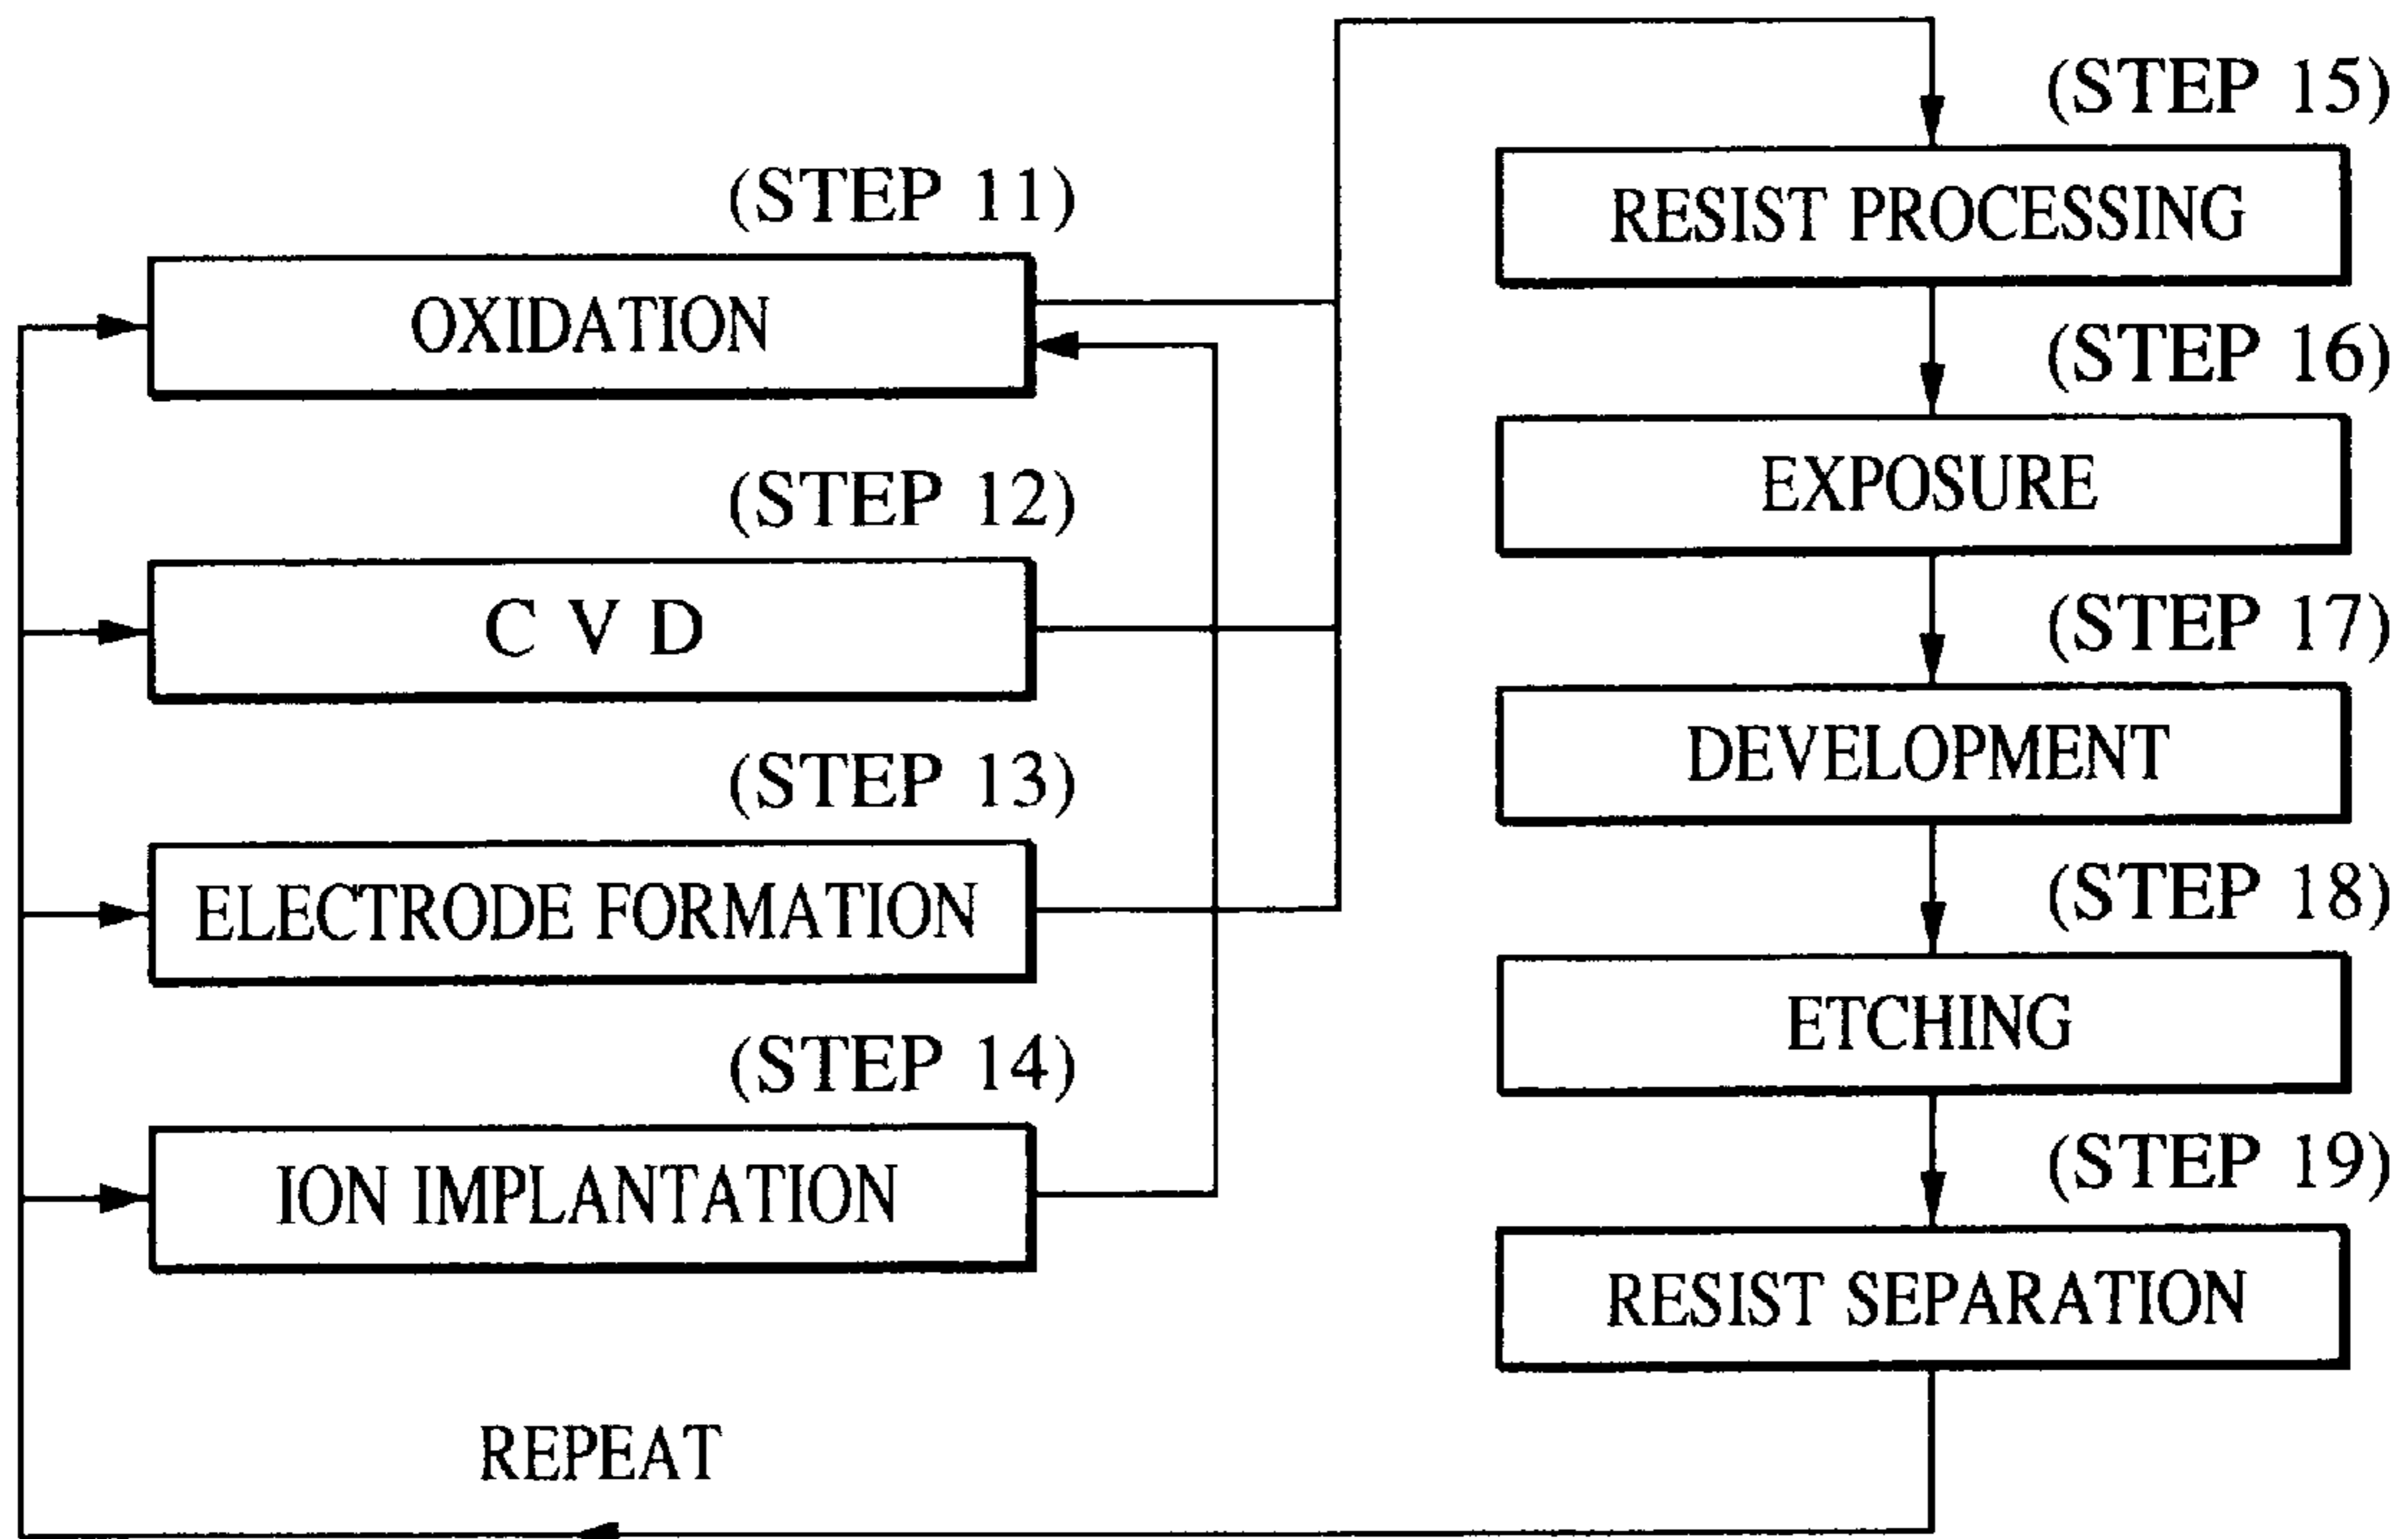 (STEP 11)
OXIDATION
(STEP 12)
C V D
(STEP 13)
ELECTRODE FORMATION
(STEP 14)
ION IMPLANTATION
REPEAT
(STEP 15)
RESIST PROCESSING
(STEP 16)
EXPOSURE
(STEP 17)
DEVELOPMENT
(STEP 18)
ETCHING
(STEP 19)
RESIST SEPARATION